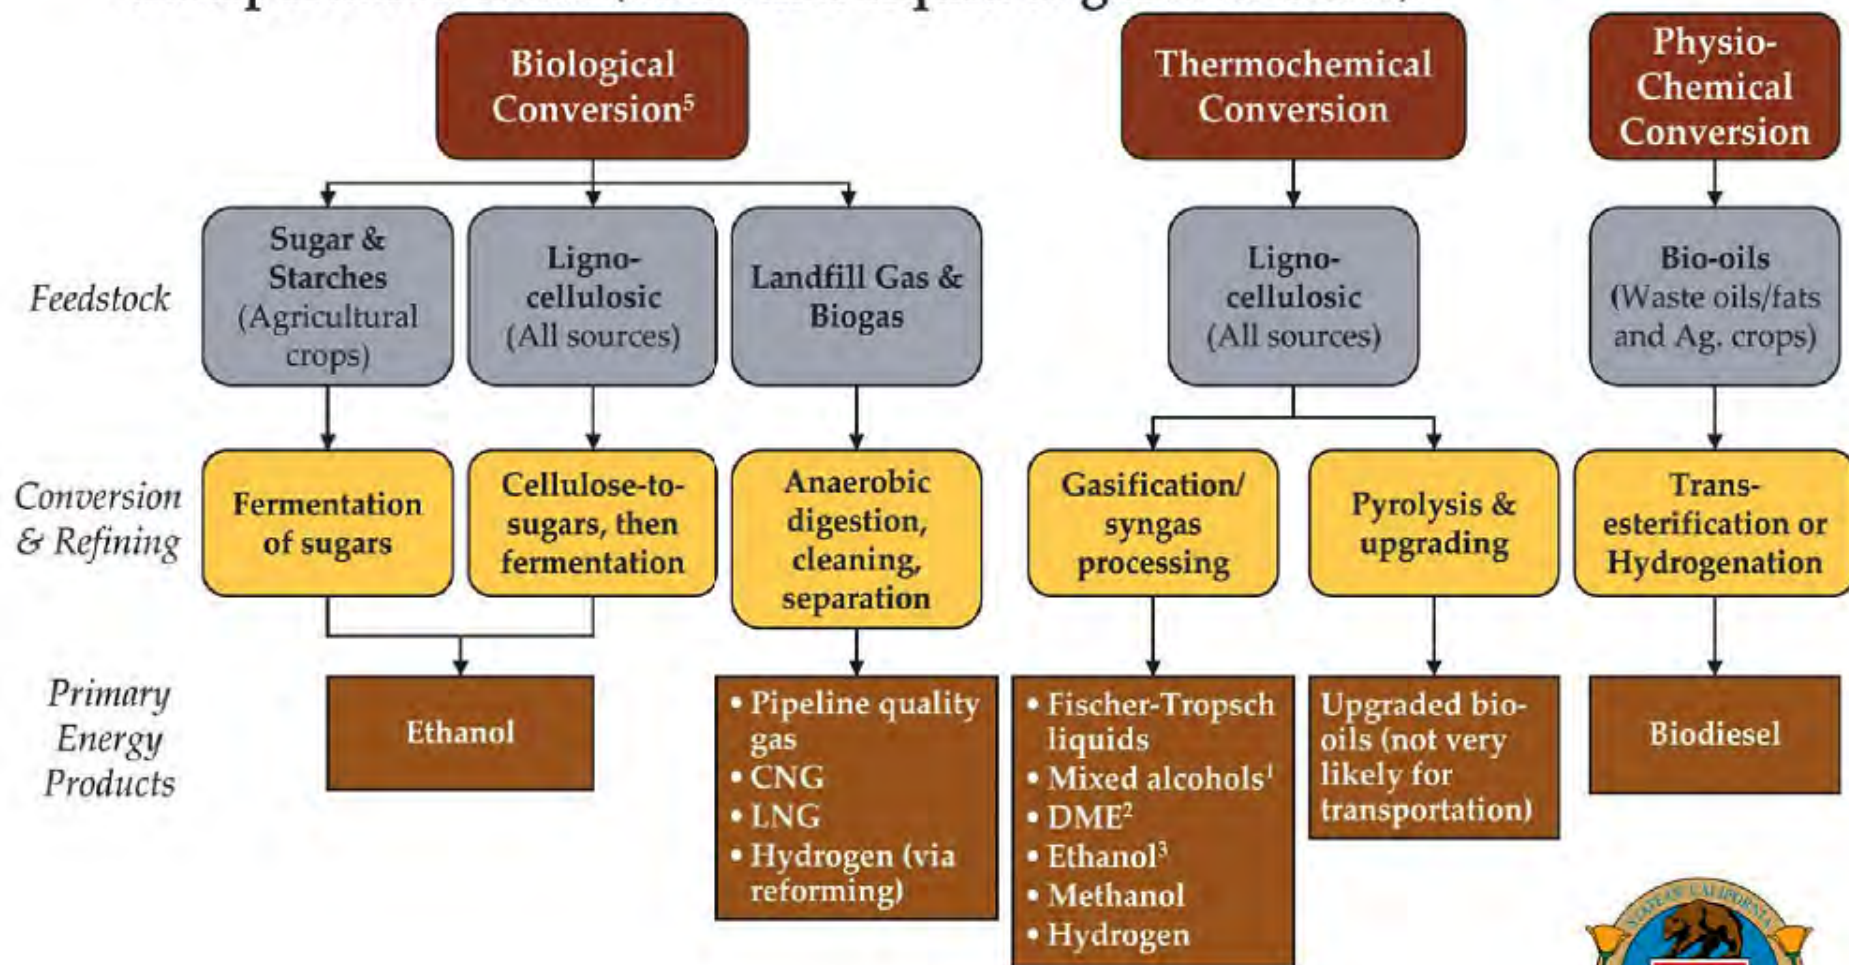 Biological
Conversion⁵
Thermochemical
Conversion
Physio-
Chemical
Conversion
Feedstock
Sugar &
Starches
(Agricultural
crops)
Ligno-
cellulosic
(All sources)
Landfill Gas &
Biogas
Ligno-
cellulosic
(All sources)
Bio-oils
(Waste oils/fats
and Ag. crops)
Conversion
& Refining
Fermentation
of sugars
Cellulose-to-
sugars, then
fermentation
Anaerobic
digestion,
cleaning,
separation
Gasification/
syngas
processing
Pyrolysis &
upgrading
Trans-
esterification or
Hydrogenation
Primary
Energy
Products
Ethanol
• Pipeline quality
gas
• CNG
• LNG
• Hydrogen (via
reforming)
• Fischer-Tropsch
liquids
• Mixed alcohols¹
• DME²
• Ethanol³
• Methanol
• Hydrogen
Upgraded bio-
oils (not very
likely for
transportation)
Biodiesel
STATE OF CALIFORNIA